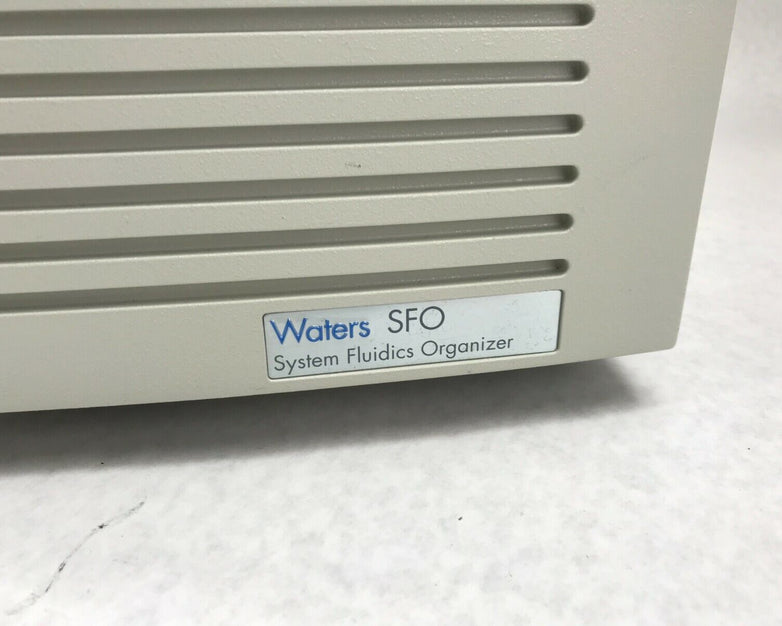 Waters SFO
System Fluidics Organizer